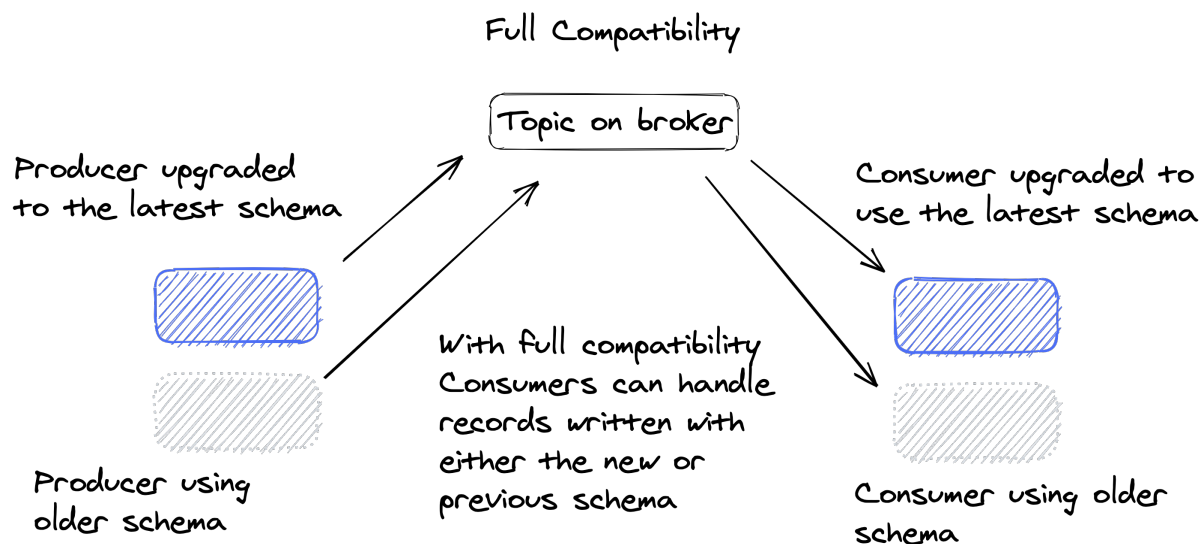 Full Compatibility
Topic on broker
Producer upgraded
to the latest schema
Consumer upgraded to
use the latest schema
With full compatibility
Consumers can handle
records written with
either the new or
previous schema
Producer using
older schema
Consumer using older
schema